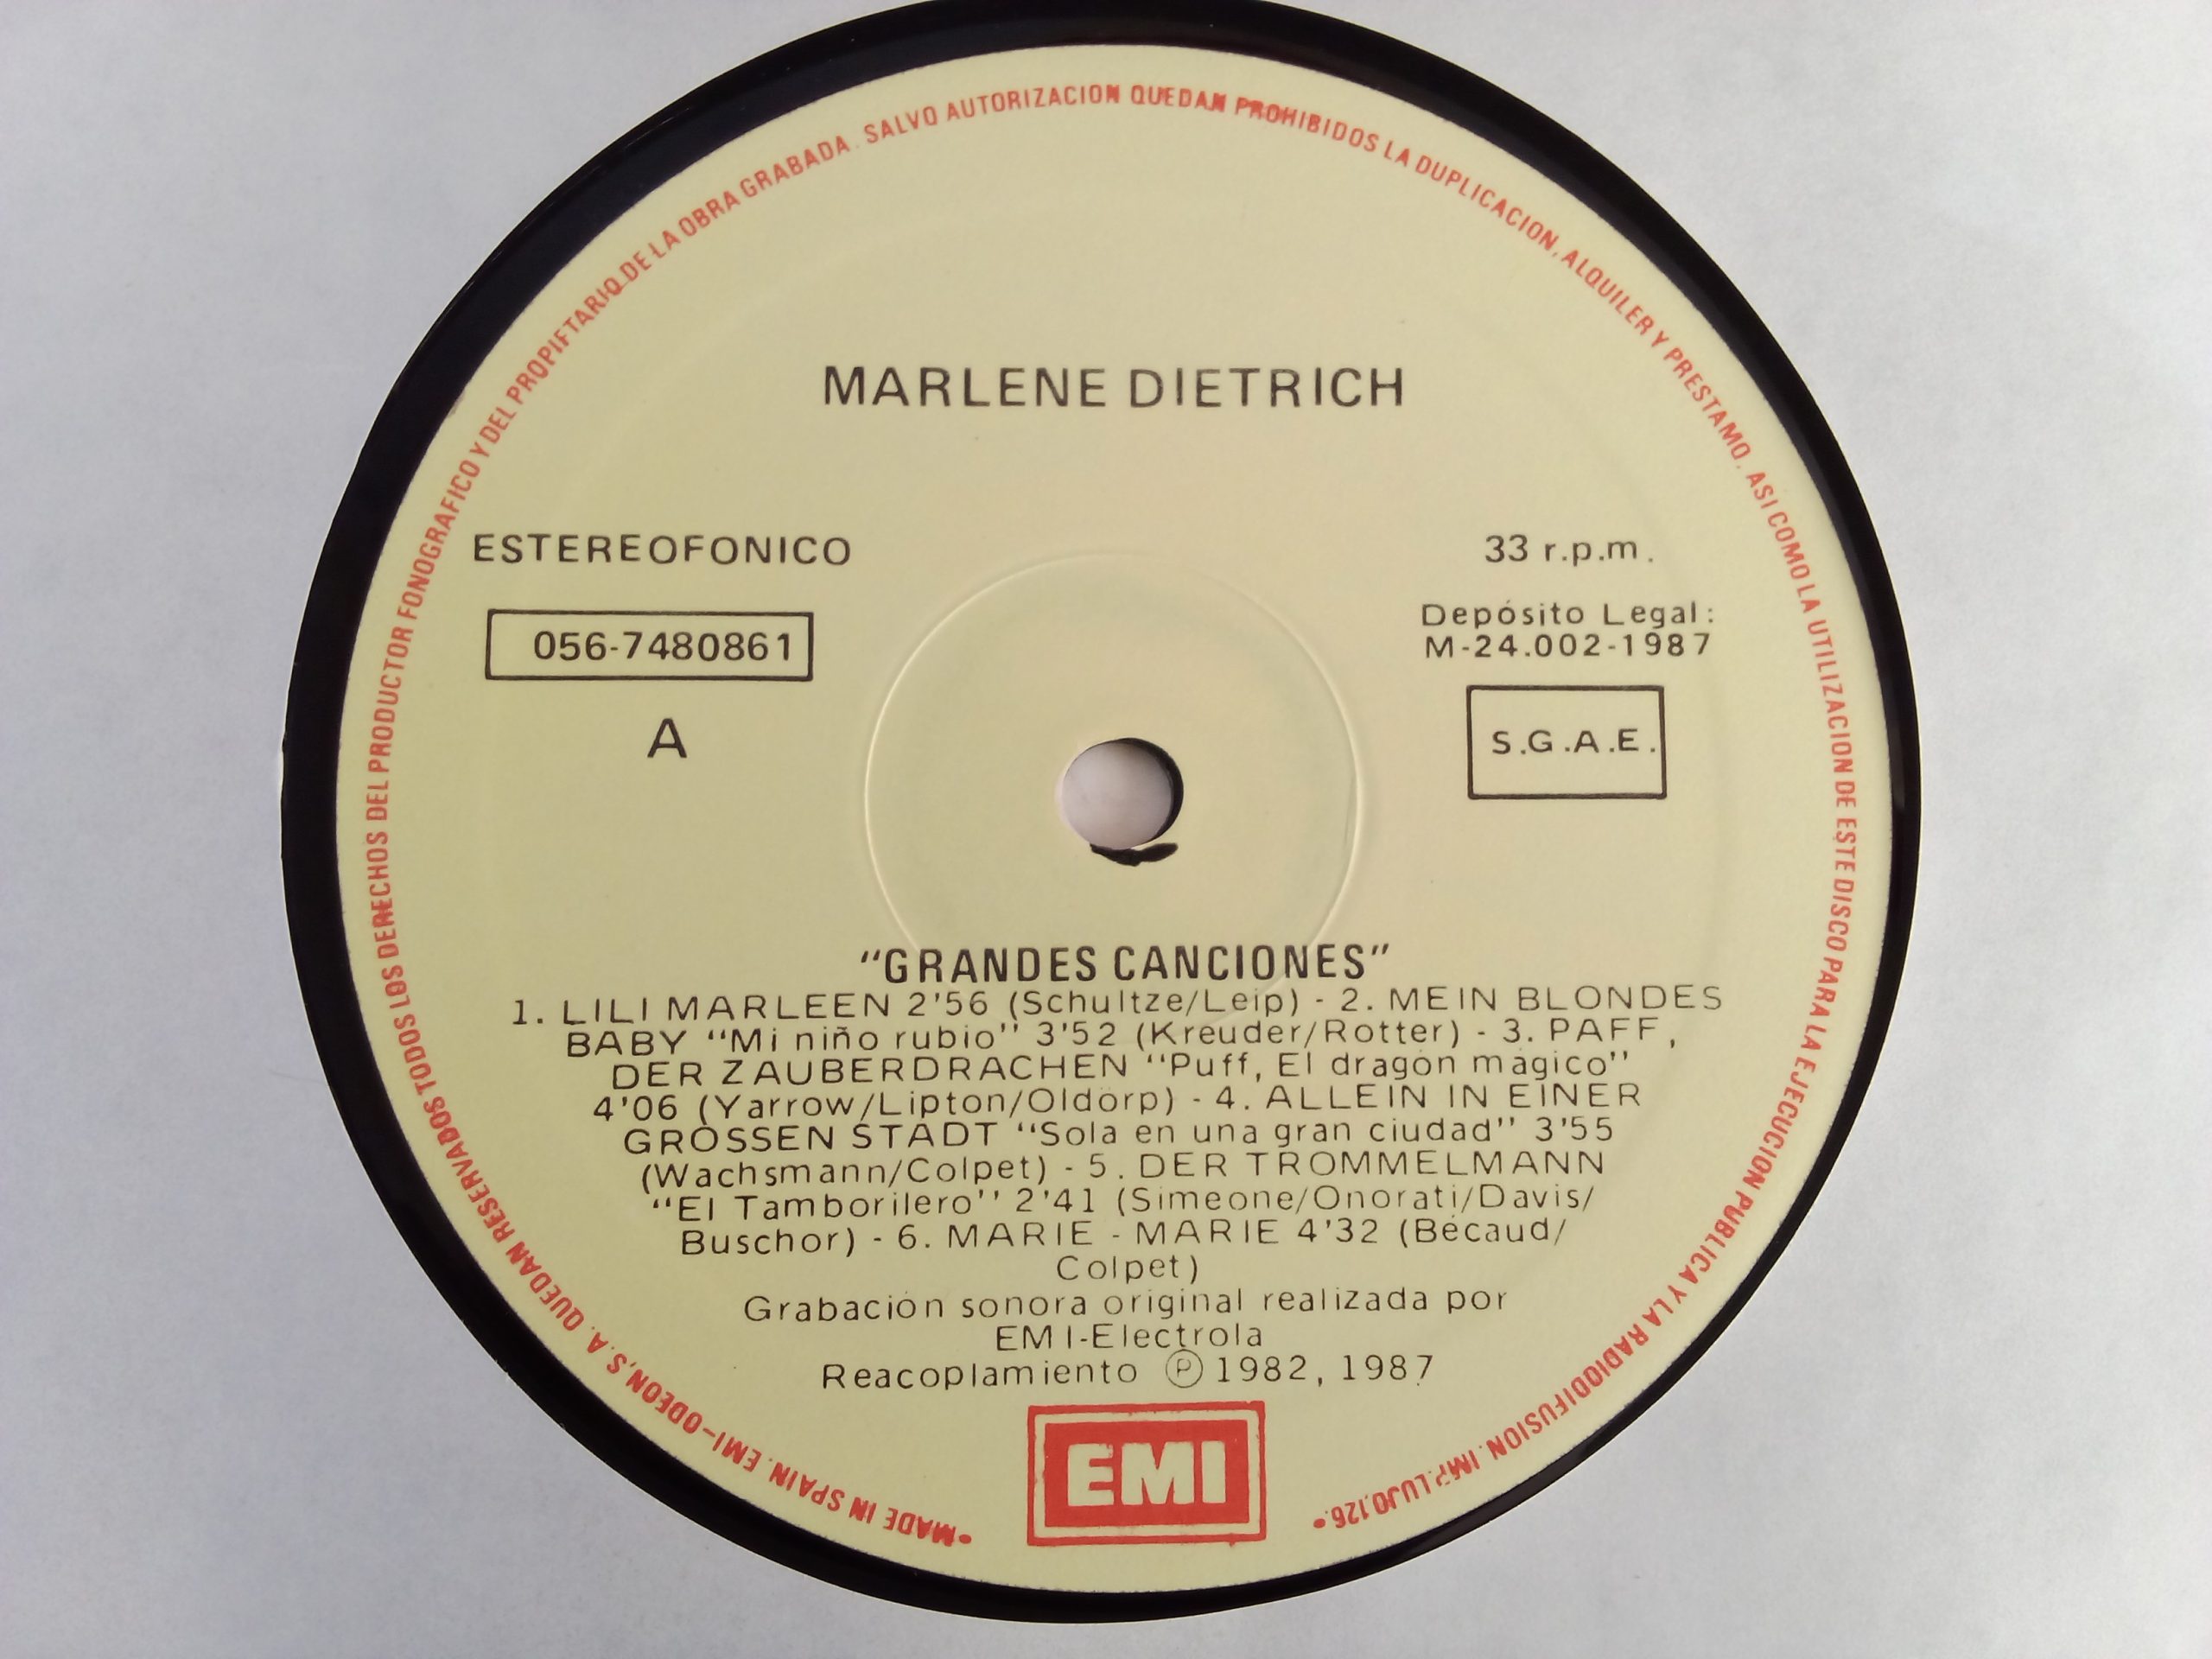 MARLENE DIETRICH
ESTEREOFONICO
33 r.p.m.
056-7480861
Depósito Legal:
M-24.002-1987
A
S.G.A.E.
"GRANDES CANCIONES"
1. LILI MARLEEN 2'56 (Schultze/Leip) - 2. MEIN BLONDES
BABY "Mi niño rubio" 3'52 (Kreuder/Rotter) - 3. PAFF,
DER ZAUBERDRACHEN "Puff, El dragón mágico"
4'06 (Yarrow/Lipton/Oldörp) - 4. ALLEIN IN EINER
GRÖSSEN STADT "Sola en una gran ciudad" 3'55
(Wachsmann/Colpet) - 5. DER TROMMELMANN
"El Tamborilero" 2'41 (Simeone/Onorati/Davis/
Buschor) - 6. MARIE - MARIE 4'32 (Bécaud/
Colpet)
Grabación sonora original realizada por
EMI-Electrola
Reacoplamiento ℗ 1982, 1987
EMI
•MADE IN SPAIN. EMI-ODEON, S.A. QUEDAN RESERVADOS TODOS LOS DERECHOS DEL PRODUCTOR FONOGRAFICO Y DEL PROPIETARIO DE LA OBRA GRABADA. SALVO AUTORIZACION QUEDAN PROHIBIDOS LA DUPLICACION, ALQUILER Y PRESTAMO. ASI COMO LA UTILIZACION DE ESTE DISCO PARA LA EJECUCION PUBLICA Y LA RADIODIFUSION. IMP. LUJO.126.•